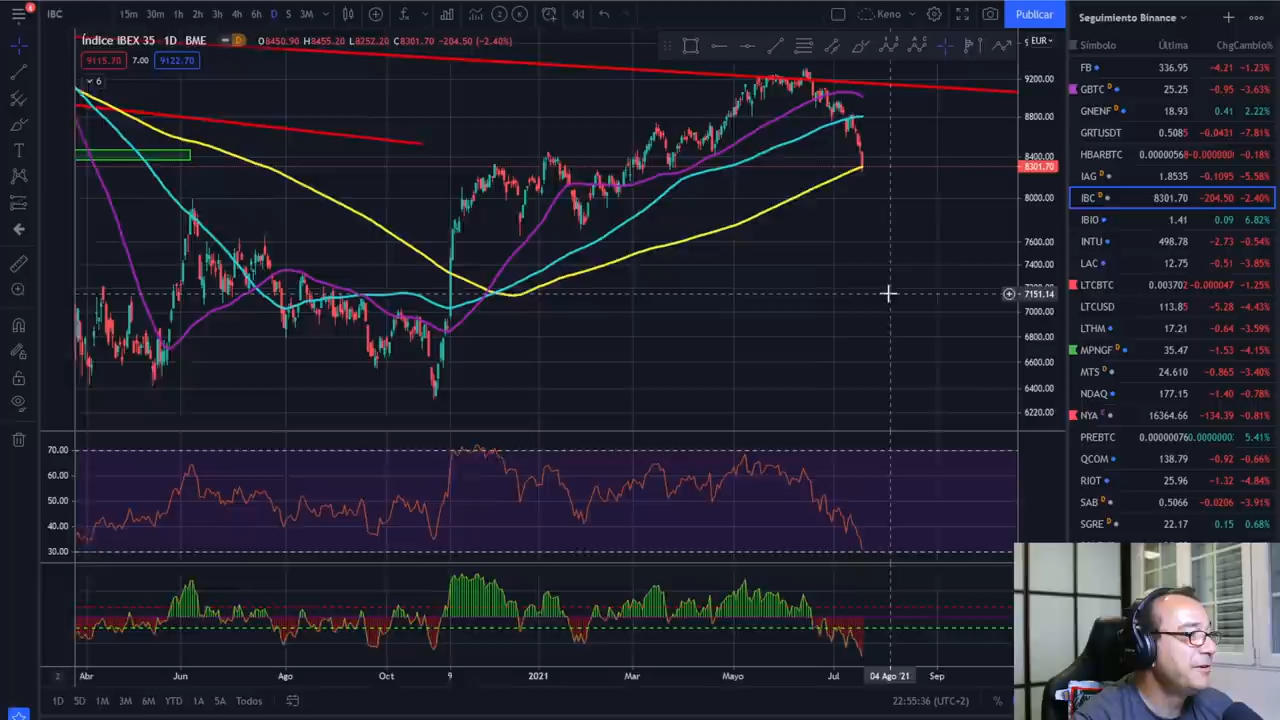 4
IBC
15m 30m 1h 2h 3h 4h 6h D S 3M
2 K
Keno
Publicar
Índice IBEX 35 1D BME D O8450.90 H8455.20 L8252.20 C8301.70 −204.50 (−2.40%)
9115.70 7.00 9122.70
6
EUR
9200.00
8800.00
8400.00
8301.70
8000.00
7600.00
7400.00
7151.14
7000.00
6800.00
6600.00
6400.00
6220.00
70.00
60.00
50.00
40.00
30.00
2 Abr Jun Ago Oct 9 2021 Mar Mayo Jul 04 Ago '21 Sep
1D 5D 1M 3M 6M YTD 1A 5A Todos
22:55:36 (UTC+2) %
Seguimiento Binance
Símbolo Última Chg Cambio%
FB 336.95 −4.21 −1.23%
GBTC D 25.25 −0.95 −3.63%
GNENF D 18.93 0.41 2.22%
GRTUSDT 0.5085 −0.0431 −7.81%
HBARBTC 0.0000056 −0.18%
IAG D 1.8535 −0.1095 −5.58%
IBC D 8301.70 −204.50 −2.40%
IBIO 1.41 0.09 6.82%
INTU 498.78 −2.73 −0.54%
LAC 12.75 −0.51 −3.85%
LTCBTC 0.003702 −0.000047 −1.25%
LTCUSD 113.85 −5.28 −4.43%
LTHM 17.21 −0.64 −3.59%
MPNGF D 35.47 −1.53 −4.15%
MTS D 24.610 −0.865 −3.40%
NDAQ 177.15 −1.40 −0.78%
NYA E 16364.66 −134.39 −0.81%
PREBTC 0.00000076 5.41%
QCOM 138.79 −0.92 −0.66%
RIOT 25.96 −1.32 −4.84%
SAB D 0.5066 −0.0206 −3.91%
SGRE D 22.17 0.15 0.68%